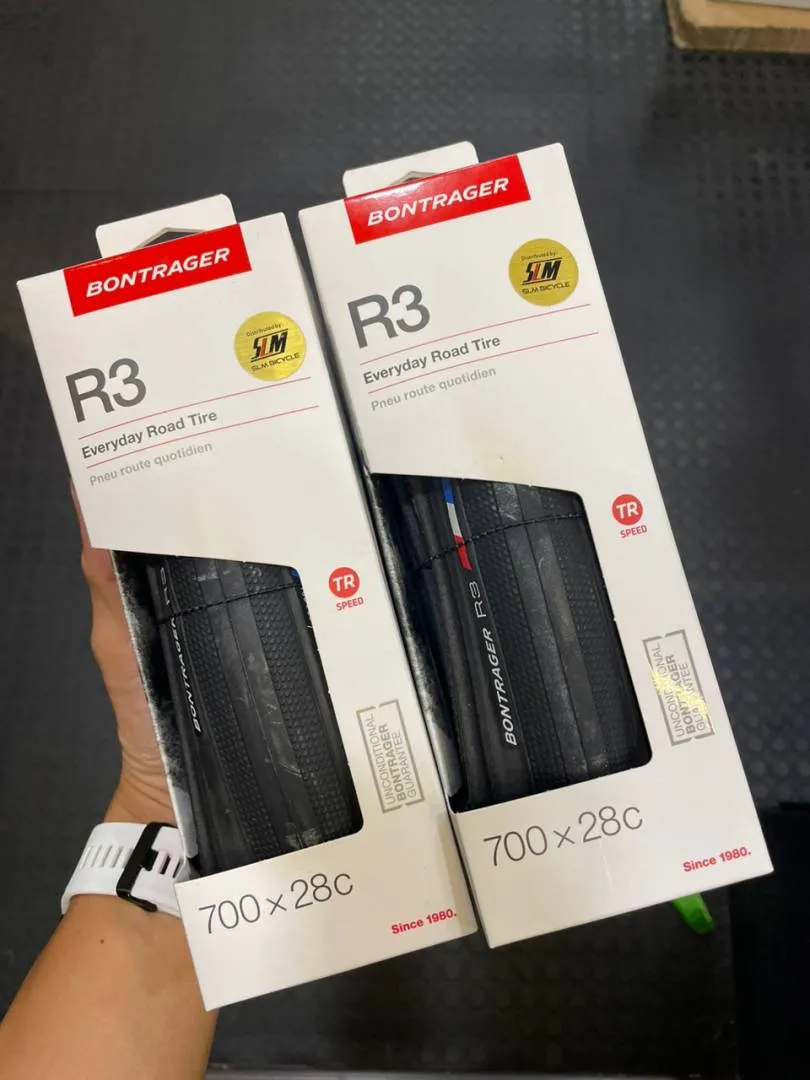 BONTRAGER
R3
Distributed by:
SLM
SLM BICYCLE
Everyday Road Tire
Pneu route quotidien
TR
SPEED
BONTRAGER R3
UNCONDITIONAL
BONTRAGER
GUARANTEE
700 x 28c
Since 1980.
BONTRAGER
R3
Distributed by:
SLM
SLM BICYCLE
Everyday Road Tire
Pneu route quotidien
TR
SPEED
BONTRAGER R3
UNCONDITIONAL
BONTRAGER
GUARANTEE
700 x 28c
Since 1980.